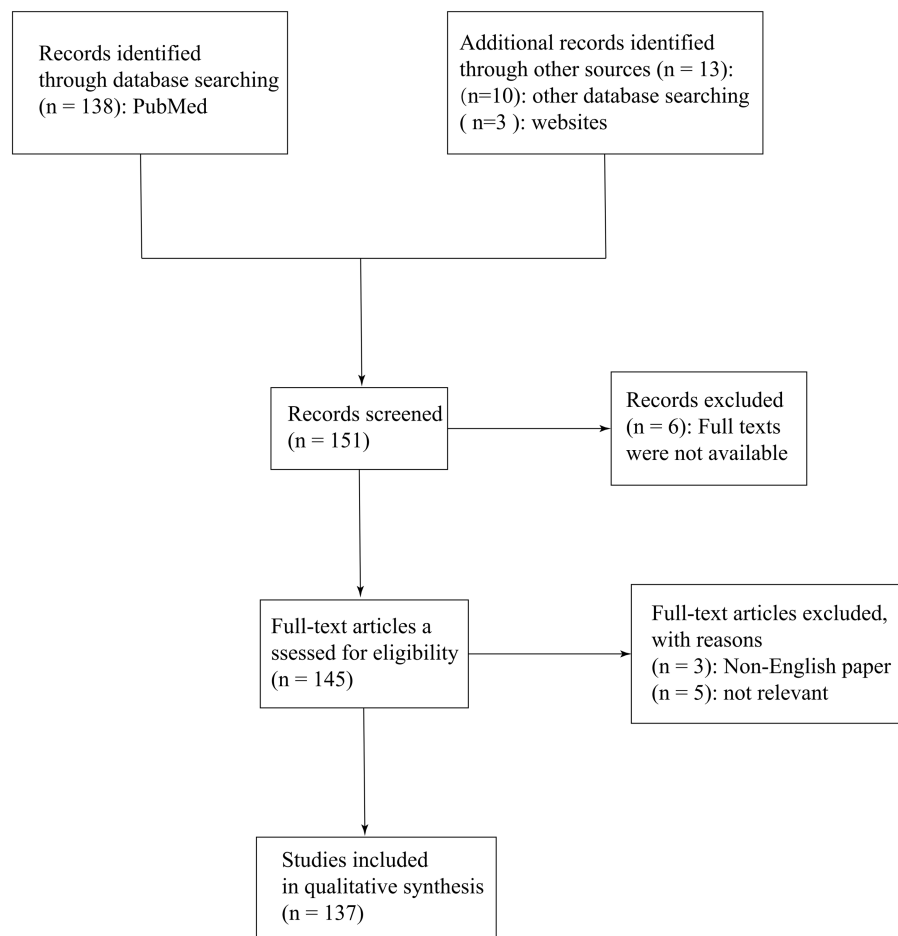 Records identified
through database searching
(n = 138): PubMed
Additional records identified
through other sources (n = 13):
(n=10): other database searching
( n=3 ): websites
Records screened
(n = 151)
Records excluded
(n = 6): Full texts
were not available
Full-text articles a
ssessed for eligibility
(n = 145)
Full-text articles excluded,
with reasons
(n = 3): Non-English paper
(n = 5): not relevant
Studies included
in qualitative synthesis
(n = 137)